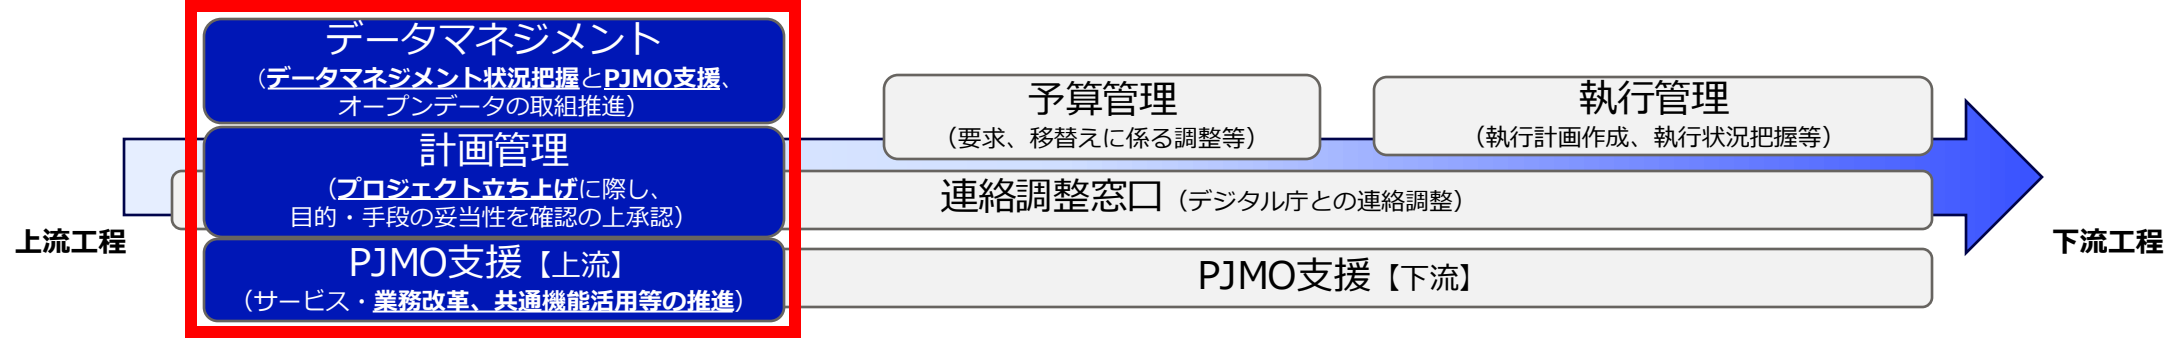 データマネジメント
（データマネジメント状況把握とPJMO支援、
オープンデータの取組推進）
計画管理
（プロジェクト立ち上げに際し、
目的・手段の妥当性を確認の上承認）
PJMO支援【上流】
（サービス・業務改革、共通機能活用等の推進）
予算管理
（要求、移替えに係る調整等）
執行管理
（執行計画作成、執行状況把握等）
連絡調整窓口（デジタル庁との連絡調整）
PJMO支援【下流】
上流工程
下流工程